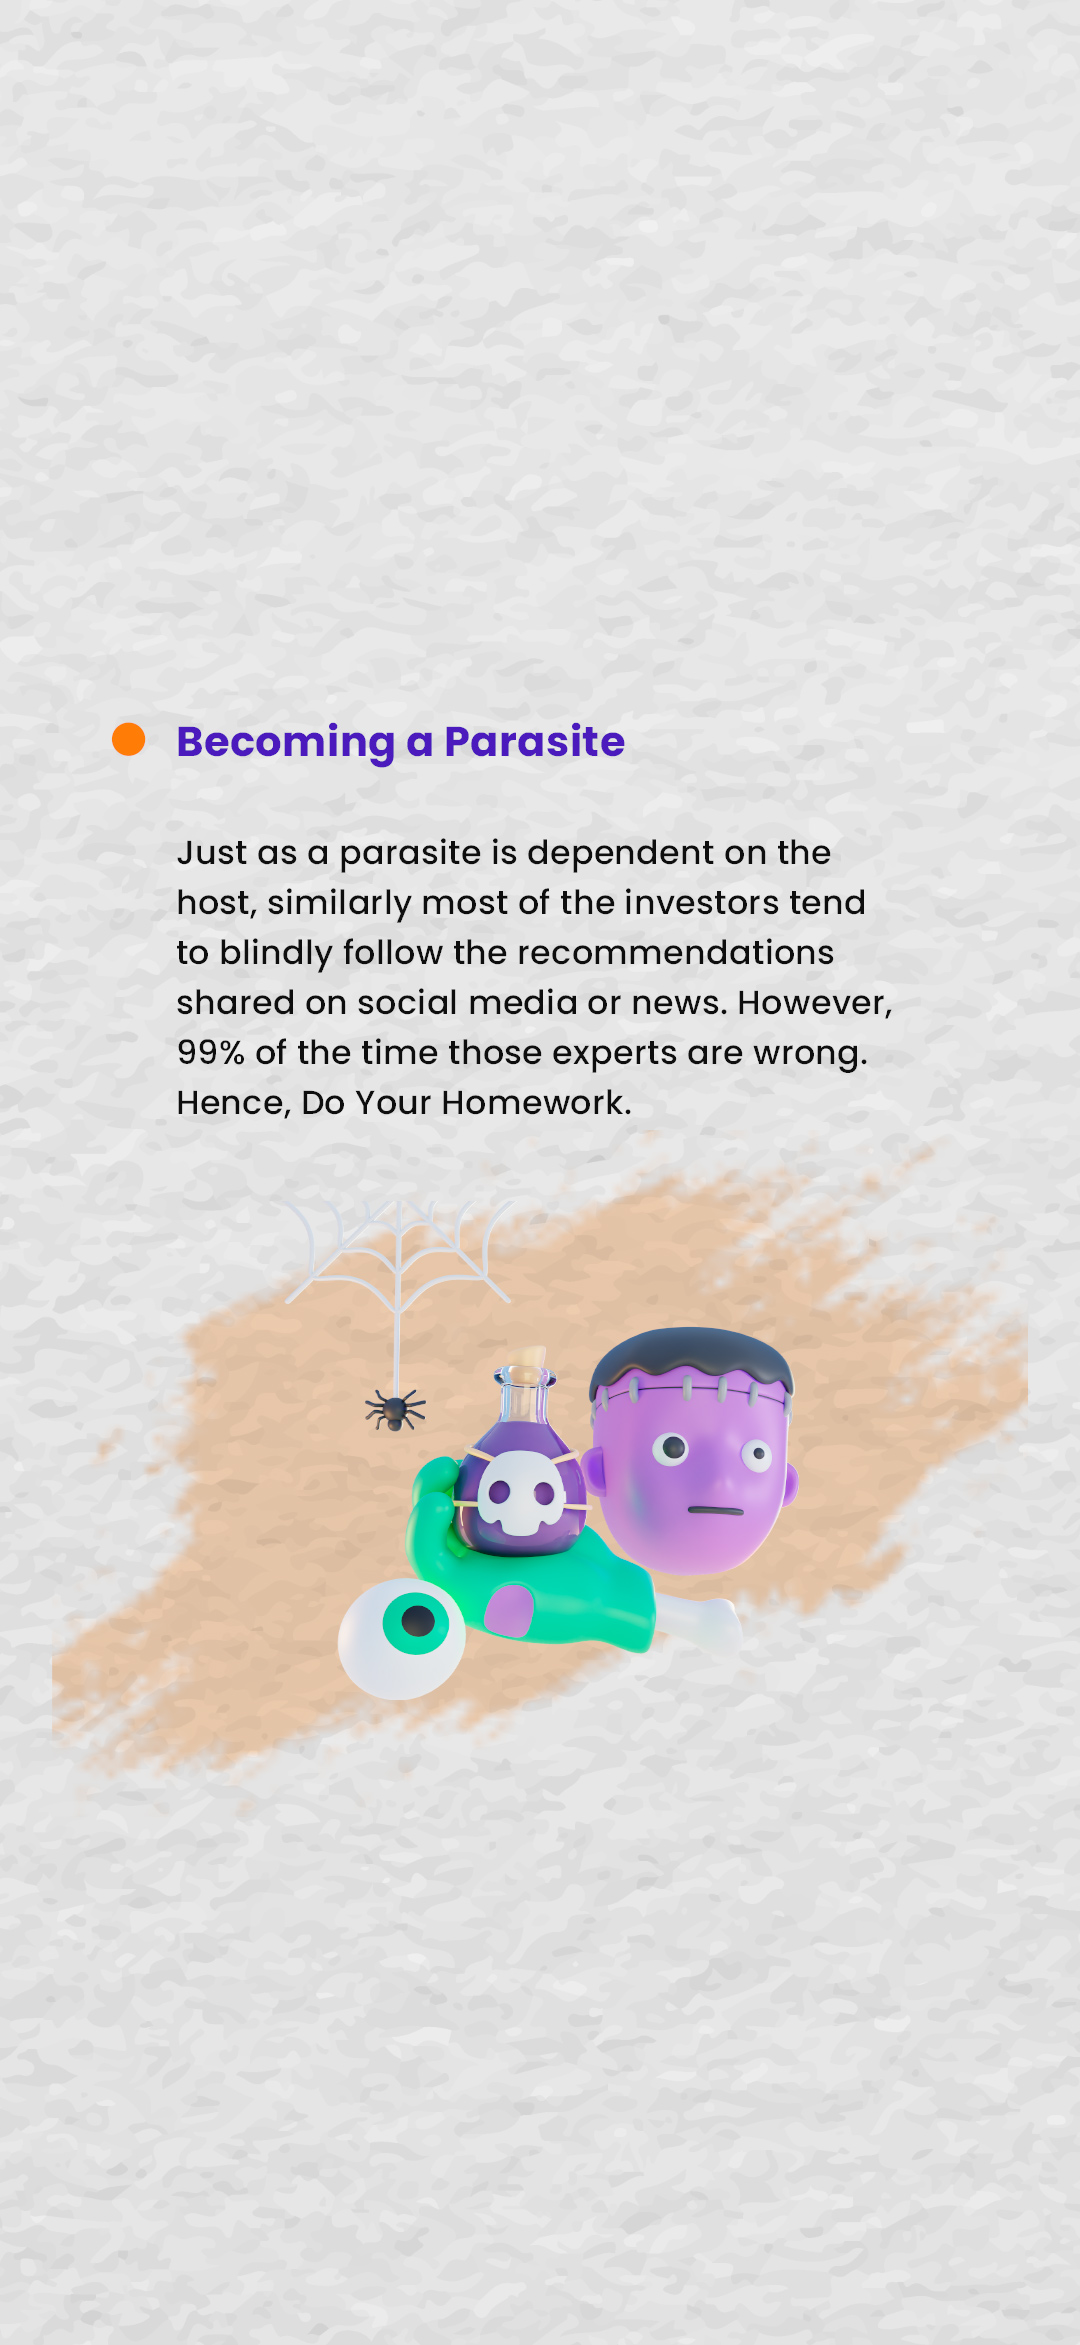 Becoming a Parasite
Just as a parasite is dependent on the
host, similarly most of the investors tend
to blindly follow the recommendations
shared on social media or news. However,
99% of the time those experts are wrong.
Hence, Do Your Homework.